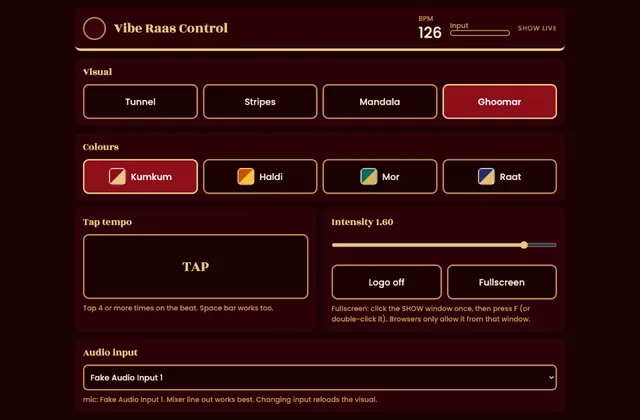 Vibe Raas Control
BPM
126
Input
SHOW LIVE
Visual
Tunnel
Stripes
Mandala
Ghoomar
Colours
Kumkum
Haldi
Mor
Raat
Tap tempo
TAP
Tap 4 or more times on the beat. Space bar works too.
Intensity 1.60
Logo off
Fullscreen
Fullscreen: click the SHOW window once, then press F (or
double-click it). Browsers only allow it from that window.
Audio input
Fake Audio Input 1
mic: Fake Audio Input 1. Mixer line out works best. Changing input reloads the visual.